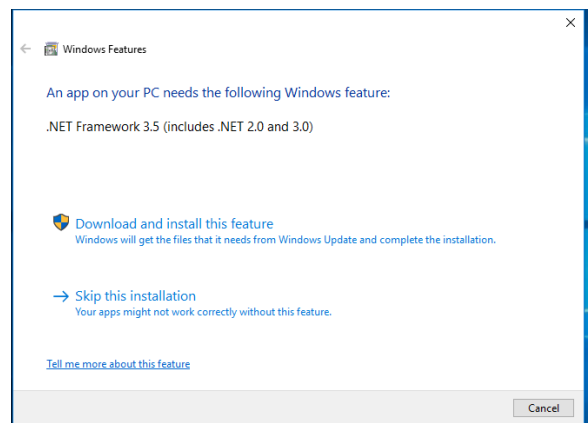 Windows Features
An app on your PC needs the following Windows feature:
.NET Framework 3.5 (includes .NET 2.0 and 3.0)
Download and install this feature
Windows will get the files that it needs from Windows Update and complete the installation.
Skip this installation
Your apps might not work correctly without this feature.
Tell me more about this feature
Cancel